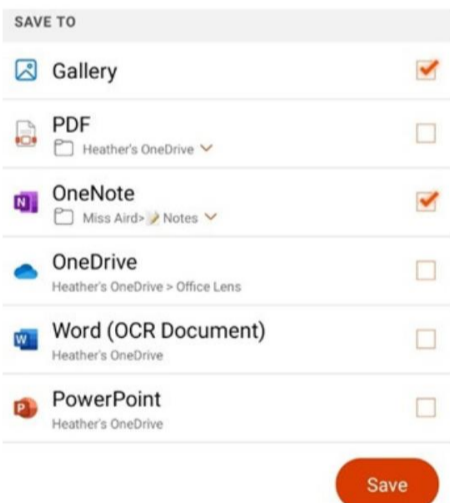 SAVE TO
Gallery
PDF
Heather's OneDrive
OneNote
Miss Aird>📝Notes
OneDrive
Heather's OneDrive > Office Lens
Word (OCR Document)
Heather's OneDrive
PowerPoint
Heather's OneDrive
Save